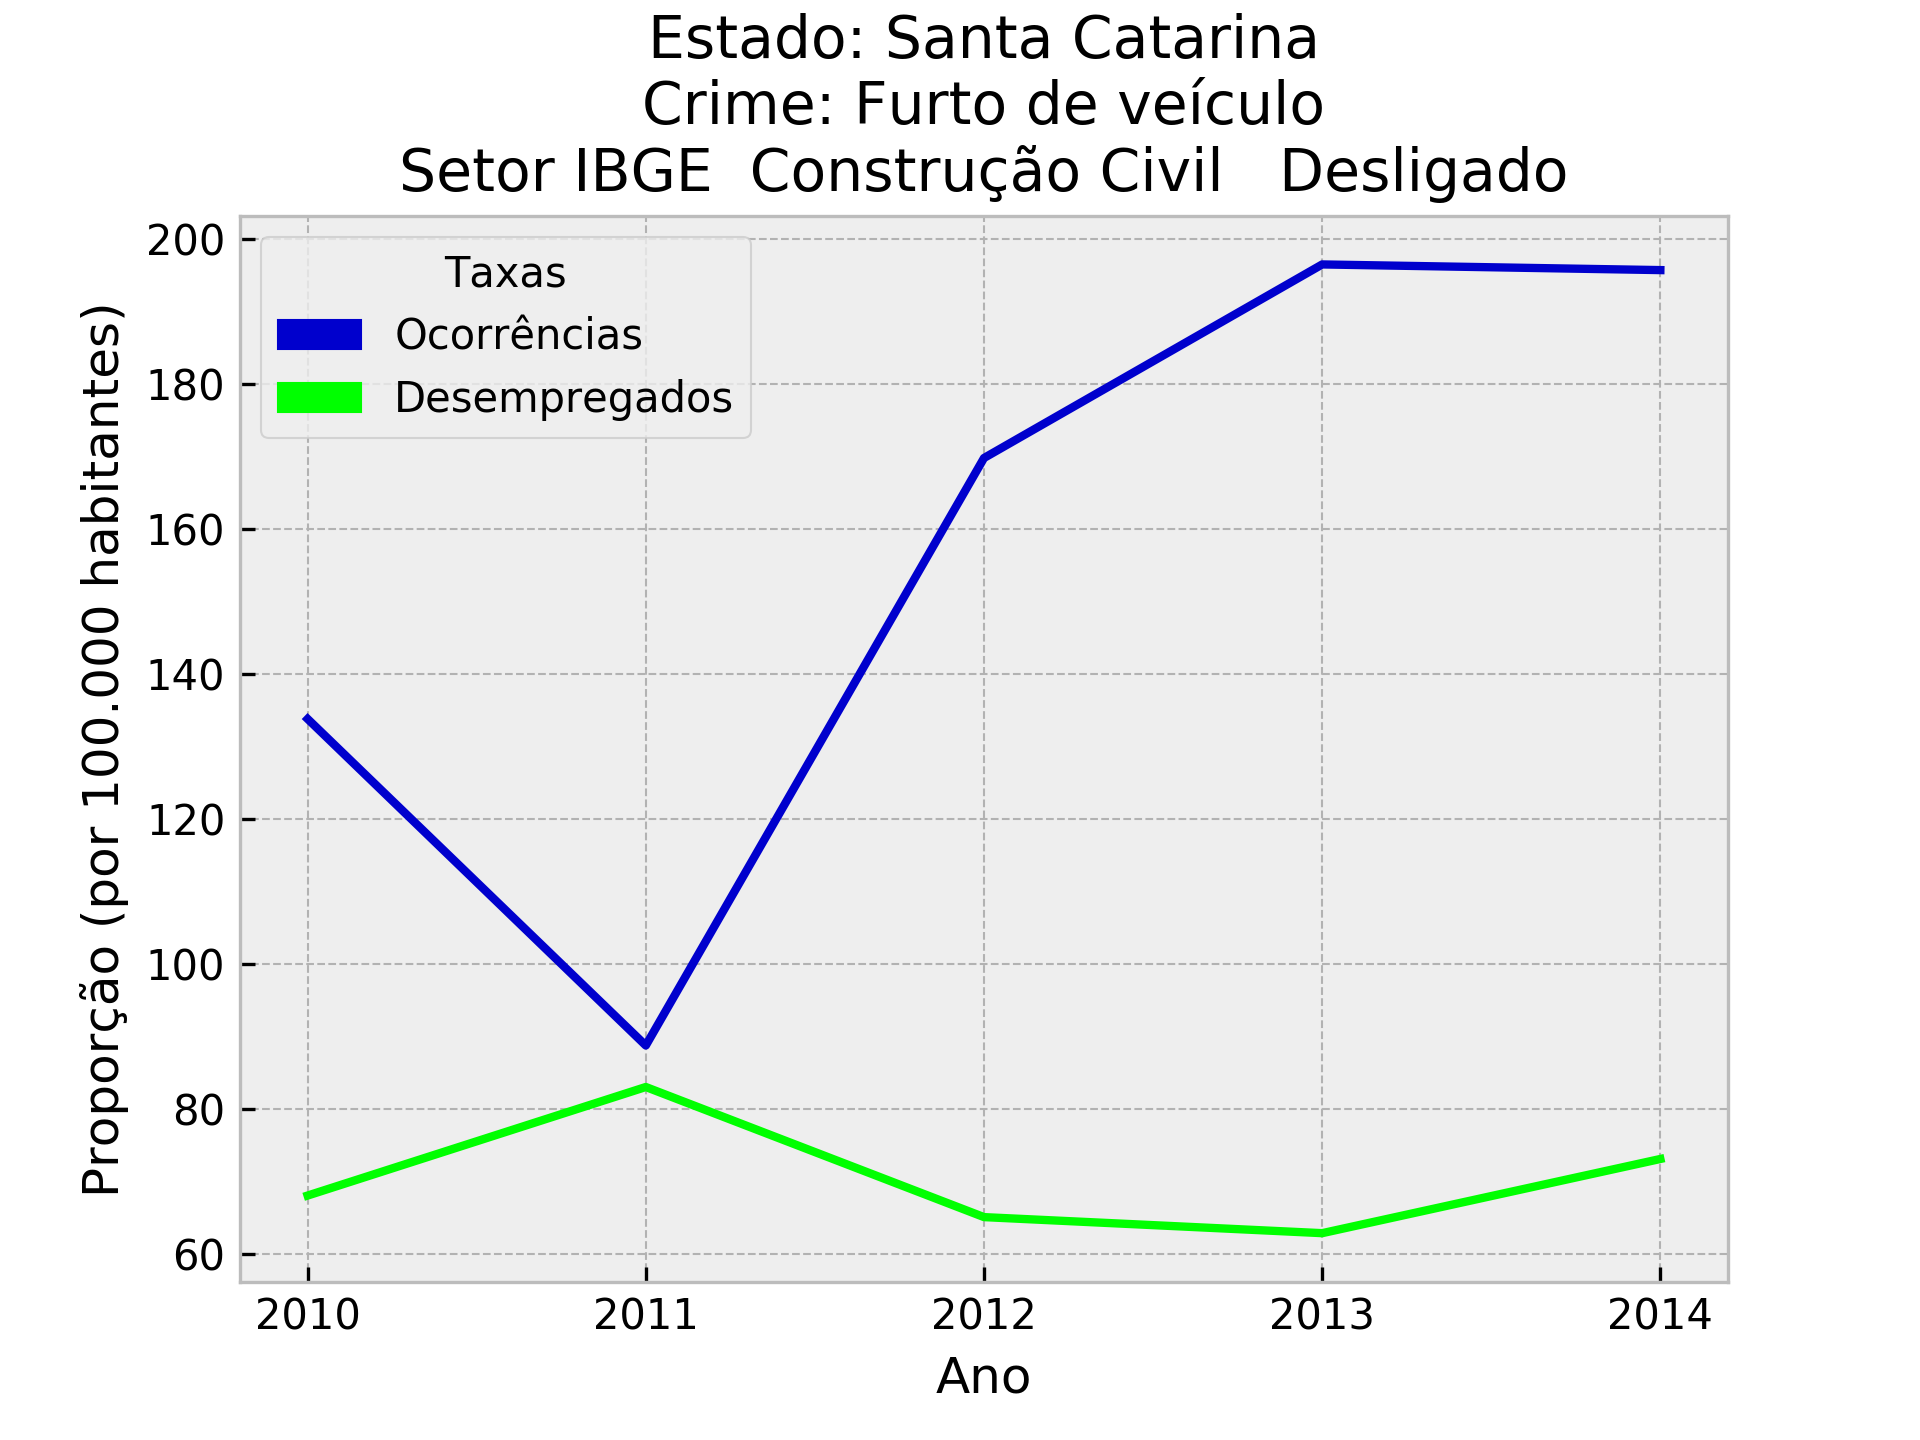 Estado: Santa Catarina
Crime: Furto de veículo
Setor IBGE  Construção Civil   Desligado
Taxas
Ocorrências
Desempregados
Proporção (por 100.000 habitantes)
200
180
160
140
120
100
80
60
2010 2011 2012 2013 2014
Ano